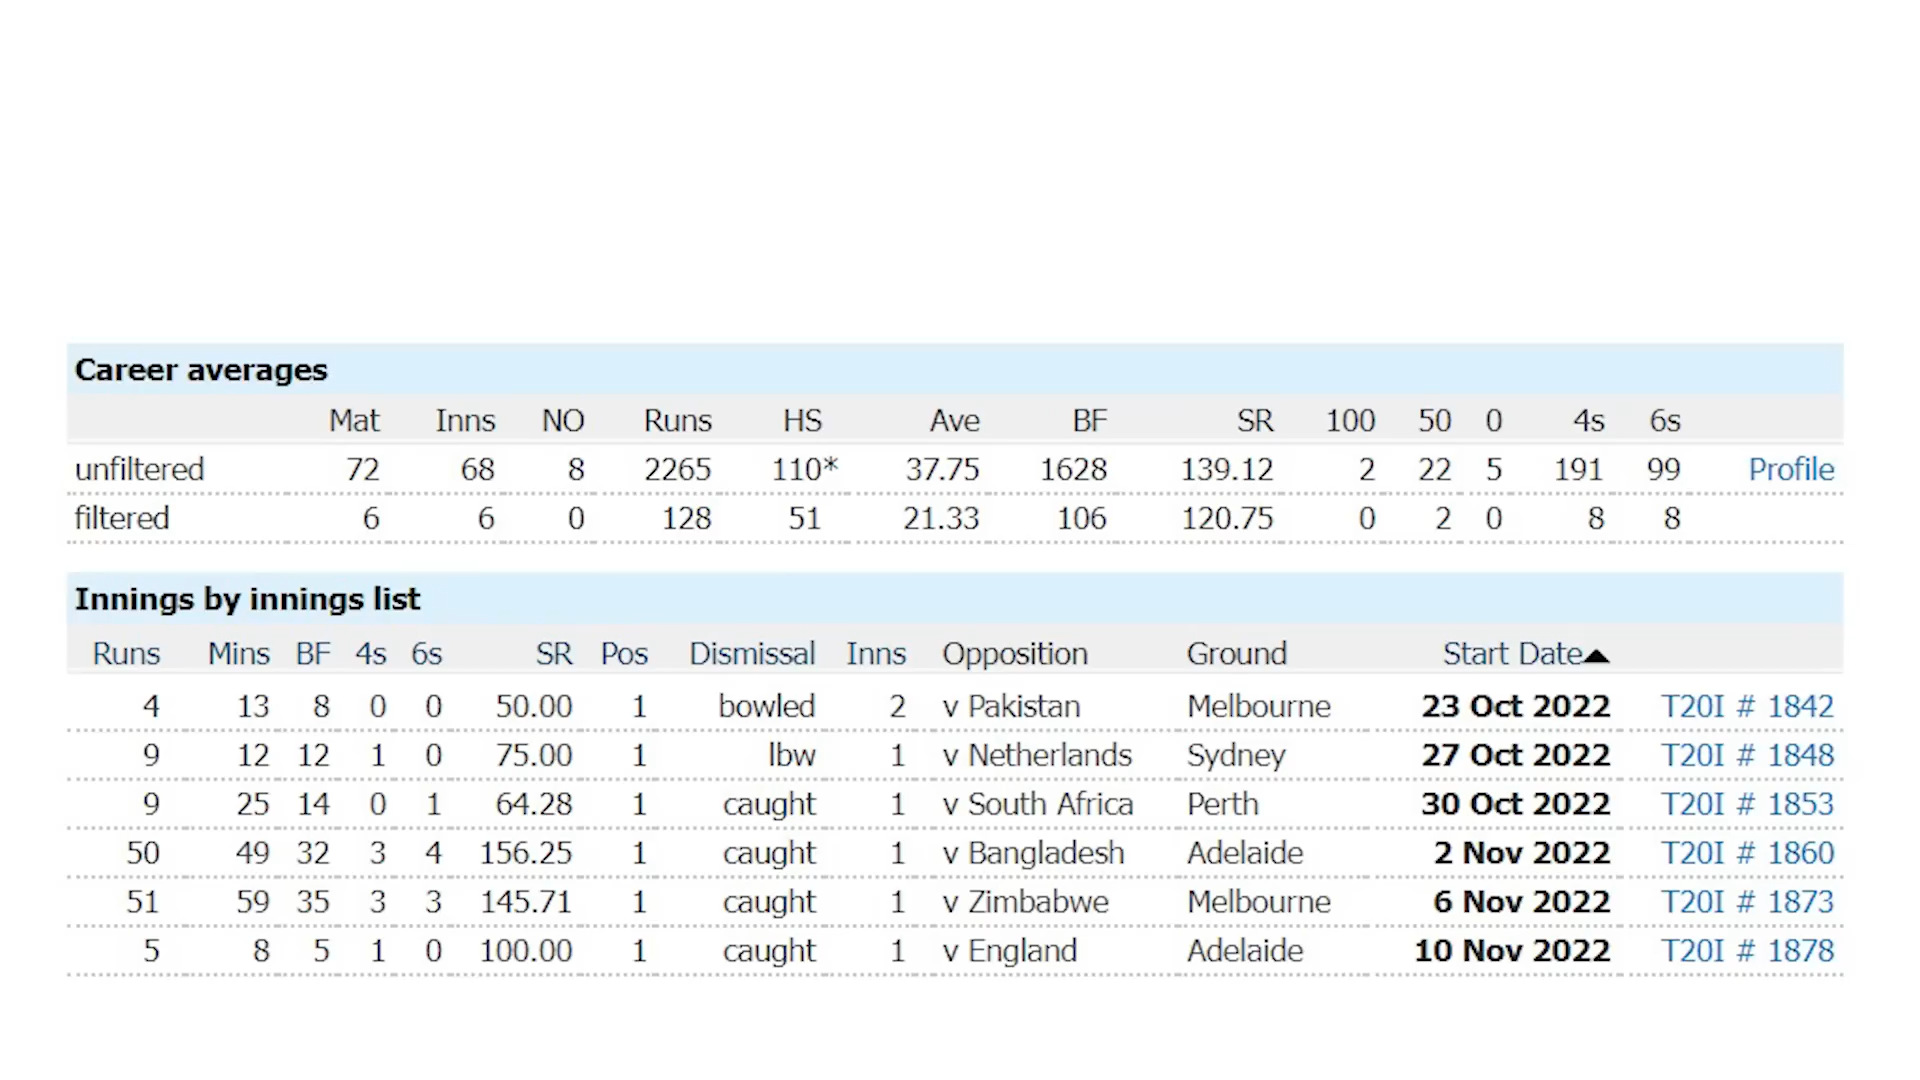 Career averages
Mat Inns NO Runs HS Ave BF SR 100 50 0 4s 6s
unfiltered 72 68 8 2265 110* 37.75 1628 139.12 2 22 5 191 99 Profile
filtered 6 6 0 128 51 21.33 106 120.75 0 2 0 8 8
Innings by innings list
Runs Mins BF 4s 6s SR Pos Dismissal Inns Opposition Ground Start Date▲
4 13 8 0 0 50.00 1 bowled 2 v Pakistan Melbourne 23 Oct 2022 T20I # 1842
9 12 12 1 0 75.00 1 lbw 1 v Netherlands Sydney 27 Oct 2022 T20I # 1848
9 25 14 0 1 64.28 1 caught 1 v South Africa Perth 30 Oct 2022 T20I # 1853
50 49 32 3 4 156.25 1 caught 1 v Bangladesh Adelaide 2 Nov 2022 T20I # 1860
51 59 35 3 3 145.71 1 caught 1 v Zimbabwe Melbourne 6 Nov 2022 T20I # 1873
5 8 5 1 0 100.00 1 caught 1 v England Adelaide 10 Nov 2022 T20I # 1878